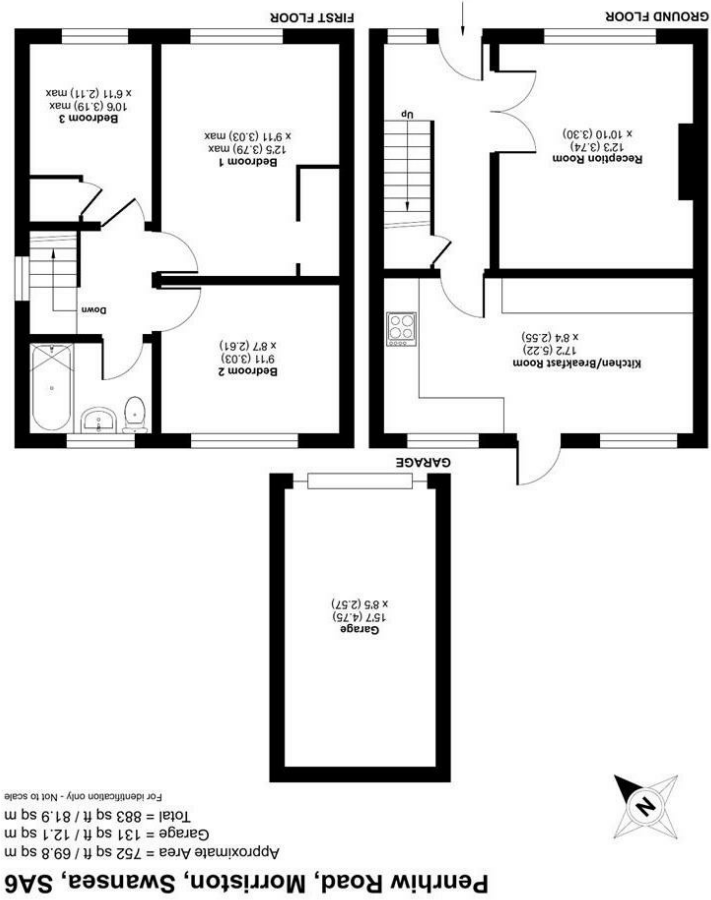 Penrhiw Road, Morriston, Swansea, SA6
Approximate Area = 752 sq ft / 69.8 sq m
Garage = 131 sq ft / 12.1 sq m
Total = 883 sq ft / 81.9 sq m
For identification only - Not to scale
N
Garage
15'7 (4.75)
x 8'5 (2.57)
GARAGE
Kitchen/Breakfast Room
17'2 (5.22)
x 8'4 (2.55)
Reception Room
12'3 (3.74)
x 10'10 (3.30)
Up
GROUND FLOOR
Bedroom 2
9'11 (3.03)
x 8'7 (2.61)
Down
Bedroom 1
12'5 (3.79) max
x 9'11 (3.03) max
Bedroom 3
10'6 (3.19) max
x 6'11 (2.11) max
FIRST FLOOR